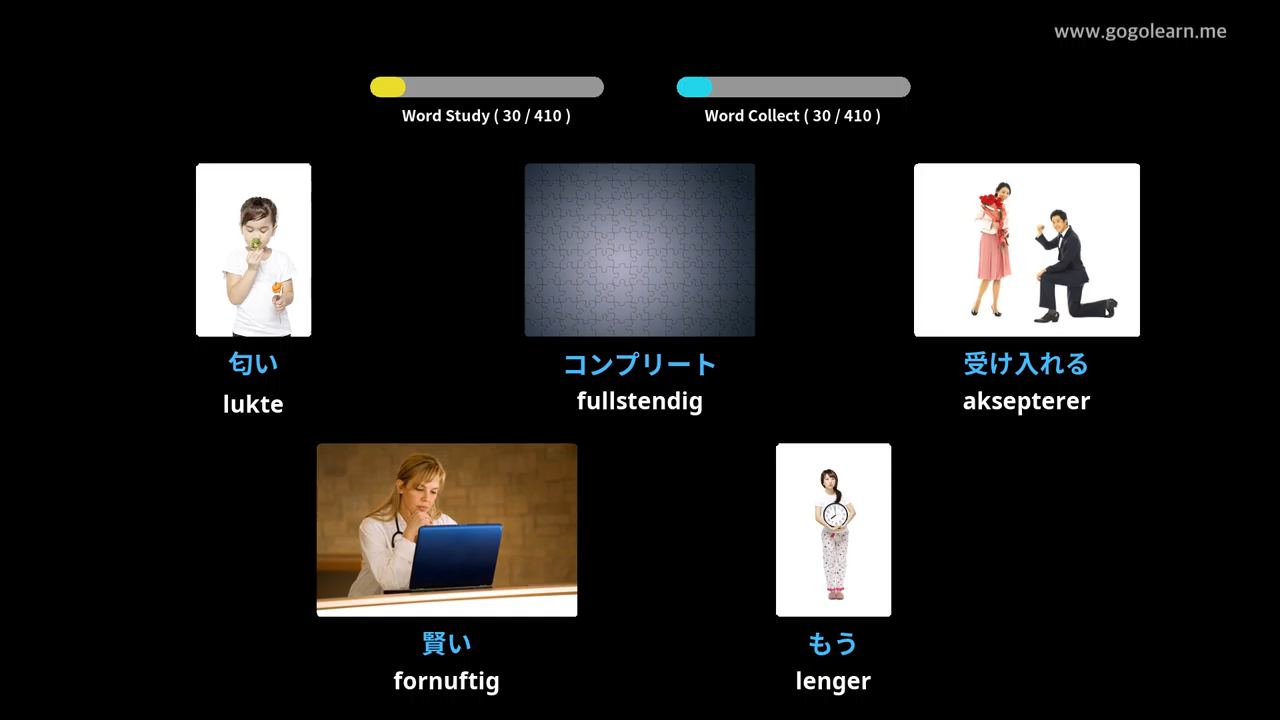 www.gogolearn.me
Word Study ( 30 / 410 )
Word Collect ( 30 / 410 )
匂い
lukte
コンプリート
fullstendig
受け入れる
aksepterer
賢い
fornuftig
もう
lenger